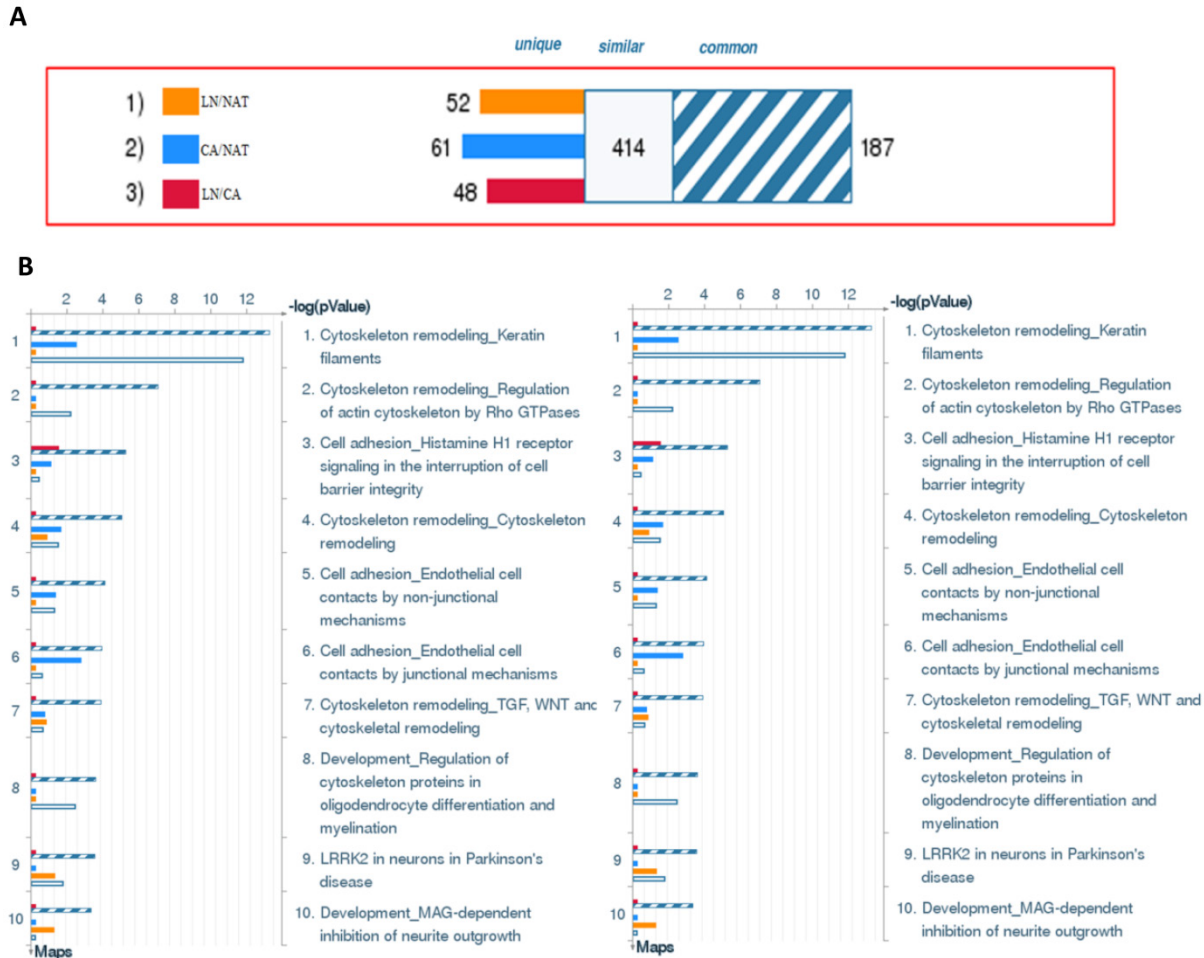 A
unique similar common
1) LN/NAT
2) CA/NAT
3) LN/CA
52
61
48
414
187
B
2 4 6 8 10 12
-log(pValue)
1
2
3
4
5
6
7
8
9
10
Maps
1. Cytoskeleton remodeling_Keratin
filaments
2. Cytoskeleton remodeling_Regulation
of actin cytoskeleton by Rho GTPases
3. Cell adhesion_Histamine H1 receptor
signaling in the interruption of cell
barrier integrity
4. Cytoskeleton remodeling_Cytoskeleton
remodeling
5. Cell adhesion_Endothelial cell
contacts by non-junctional
mechanisms
6. Cell adhesion_Endothelial cell
contacts by junctional mechanisms
7. Cytoskeleton remodeling_TGF, WNT and
cytoskeletal remodeling
8. Development_Regulation of
cytoskeleton proteins in
oligodendrocyte differentiation and
myelination
9. LRRK2 in neurons in Parkinson's
disease
10. Development_MAG-dependent
inhibition of neurite outgrowth
2 4 6 8 10 12
-log(pValue)
1
2
3
4
5
6
7
8
9
10
Maps
1. Cytoskeleton remodeling_Keratin
filaments
2. Cytoskeleton remodeling_Regulation
of actin cytoskeleton by Rho GTPases
3. Cell adhesion_Histamine H1 receptor
signaling in the interruption of cell
barrier integrity
4. Cytoskeleton remodeling_Cytoskeleton
remodeling
5. Cell adhesion_Endothelial cell
contacts by non-junctional
mechanisms
6. Cell adhesion_Endothelial cell
contacts by junctional mechanisms
7. Cytoskeleton remodeling_TGF, WNT and
cytoskeletal remodeling
8. Development_Regulation of
cytoskeleton proteins in
oligodendrocyte differentiation and
myelination
9. LRRK2 in neurons in Parkinson's
disease
10. Development_MAG-dependent
inhibition of neurite outgrowth